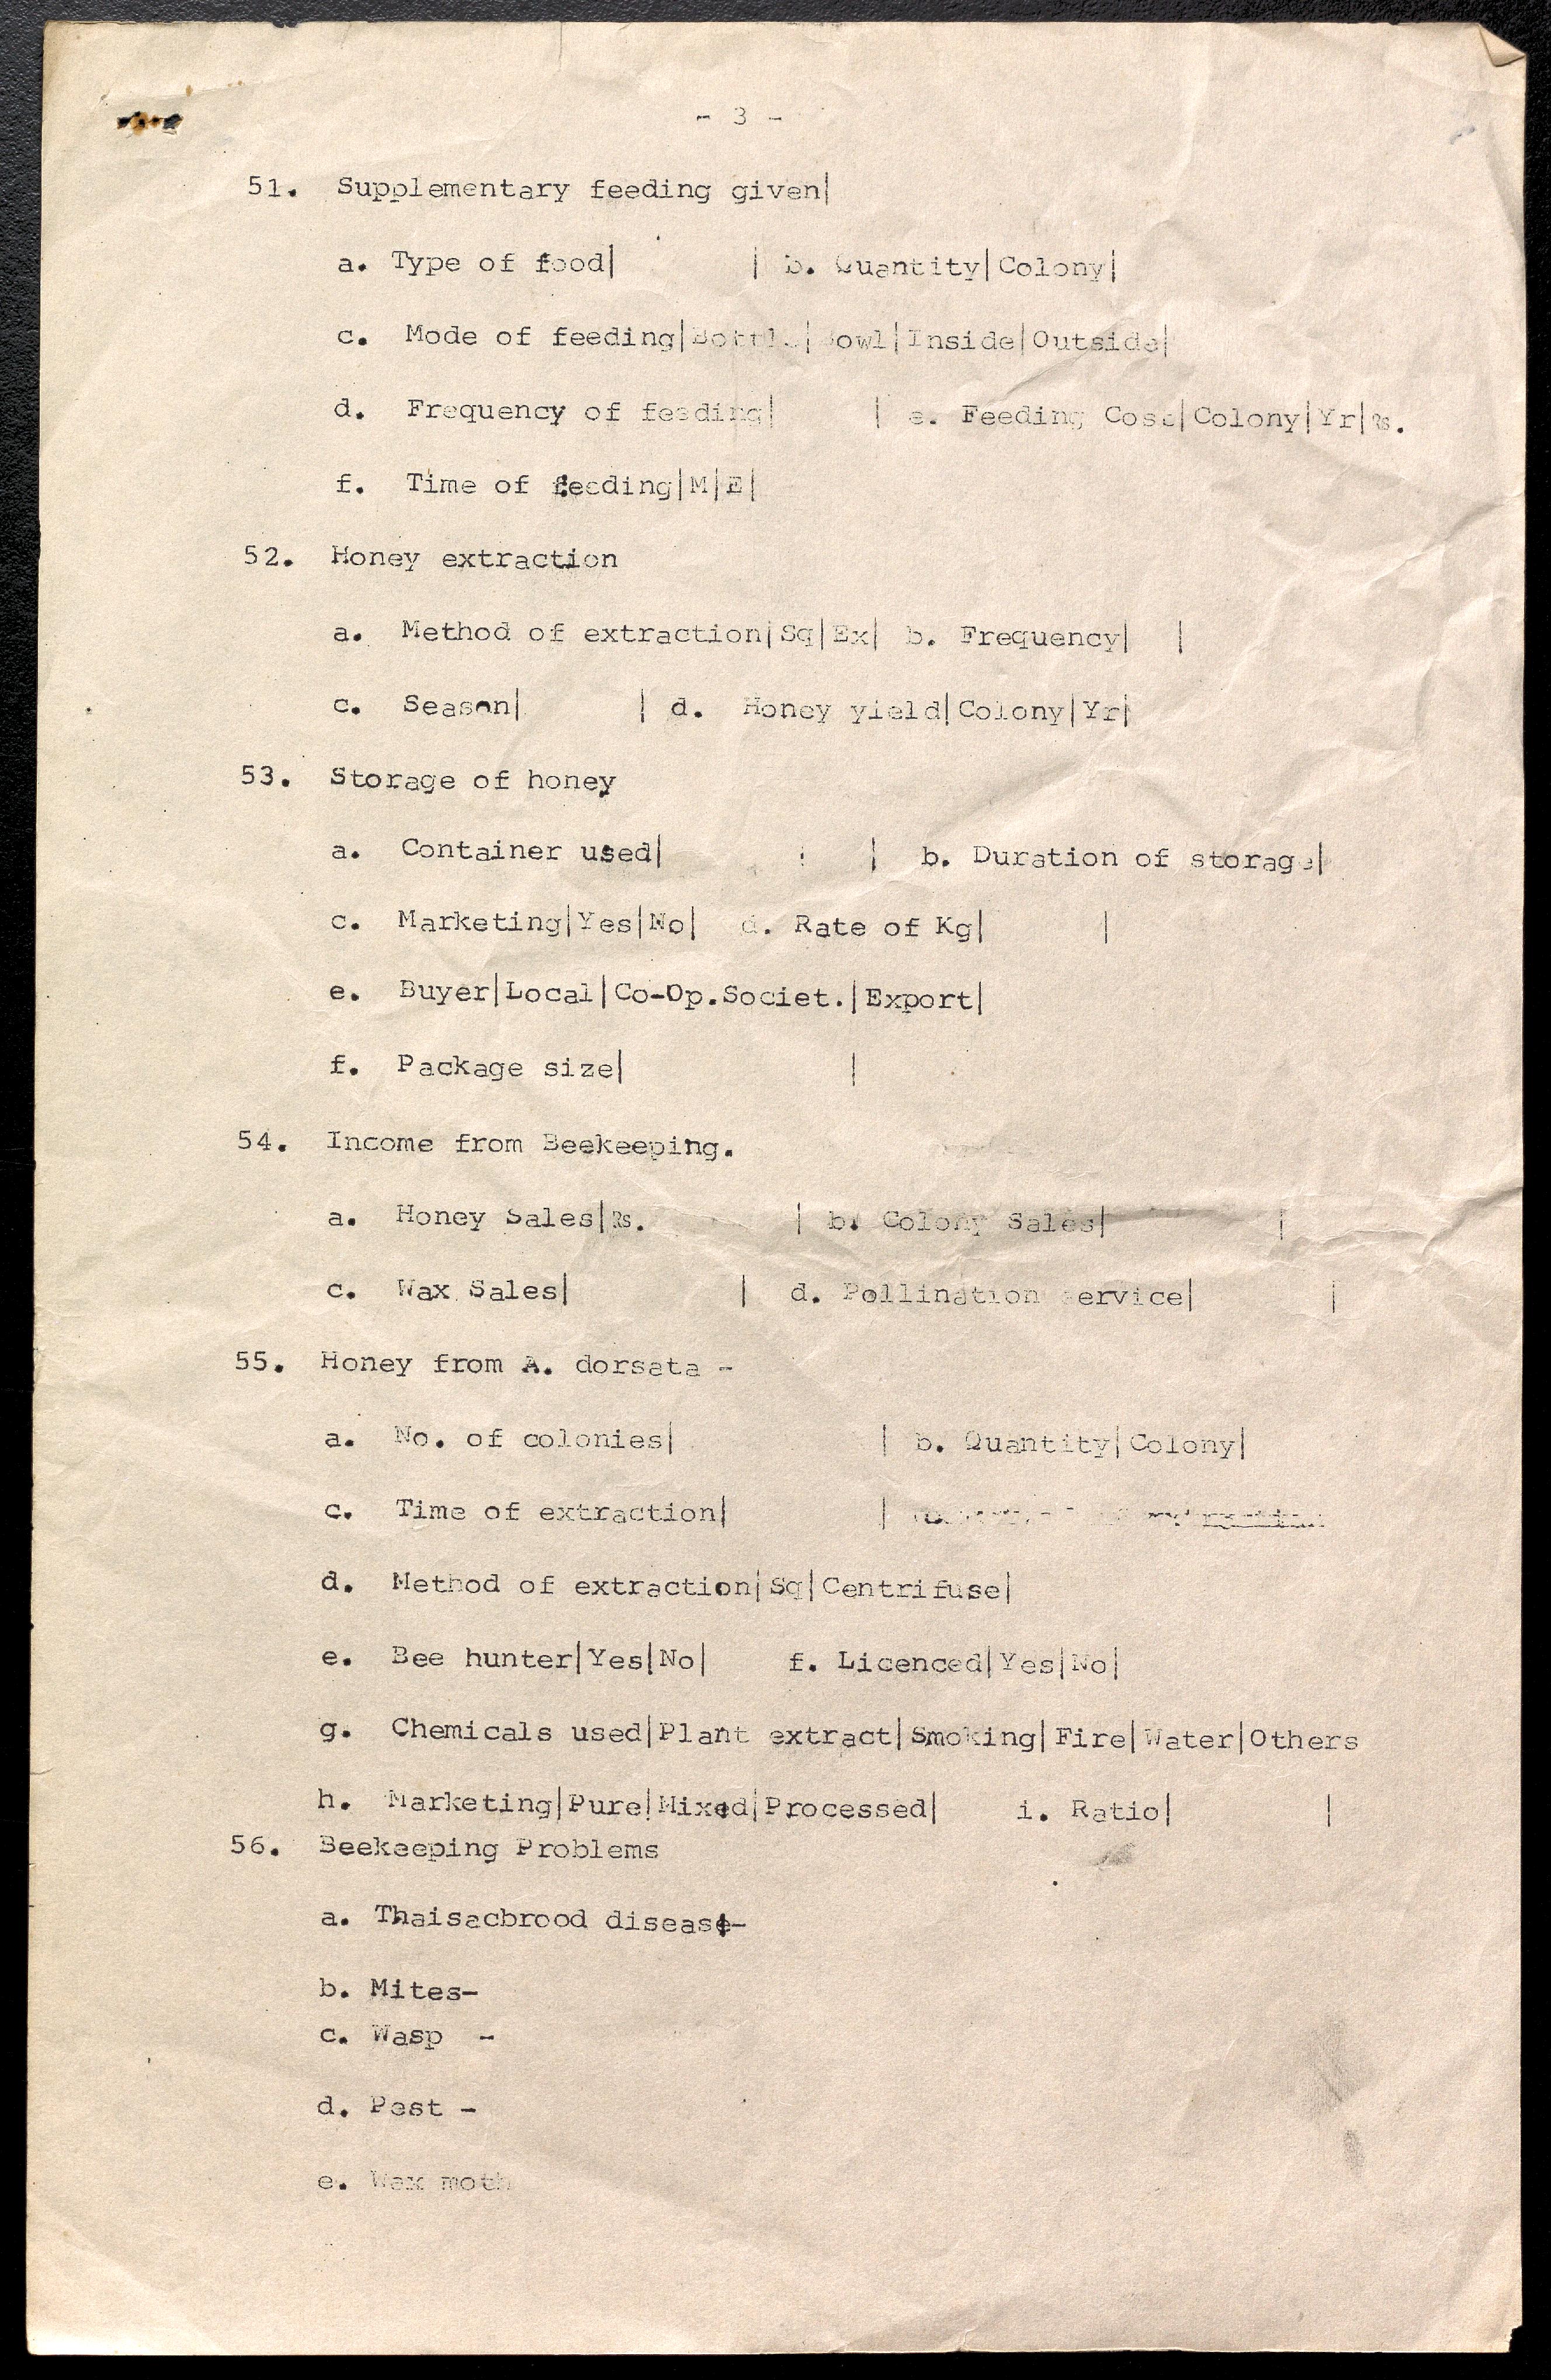 - 3 -
51. Supplementary feeding given|
a. Type of food| | b. Quantity|Colony|
c. Mode of feeding|Bottle|Bowl|Inside|Outside|
d. Frequency of feeding| | e. Feeding Cost|Colony|Yr|Rs.
f. Time of feeding|M|E|
52. Honey extraction
a. Method of extraction|Sq|Ex| b. Frequency| |
c. Season| | d. Honey yield|Colony|Yr|
53. Storage of honey
a. Container used| | b. Duration of storage|
c. Marketing|Yes|No| d. Rate of Kg| |
e. Buyer|Local|Co-Op.Societ.|Export|
f. Package size| |
54. Income from Beekeeping.
a. Honey Sales|Rs. | b. Colony Sales| |
c. Wax Sales| | d. Pollination service| |
55. Honey from A. dorsata -
a. No. of colonies| | b. Quantity|Colony|
c. Time of extraction| |
d. Method of extraction|Sq|Centrifuse|
e. Bee hunter|Yes|No| f. Licenced|Yes|No|
g. Chemicals used|Plant extract|Smoking|Fire|Water|Others
h. Marketing|Pure|Mixed|Processed| i. Ratio| |
56. Beekeeping Problems
a. Thaisacbrood disease-
b. Mites-
c. Wasp -
d. Pest -
e. Wax moth